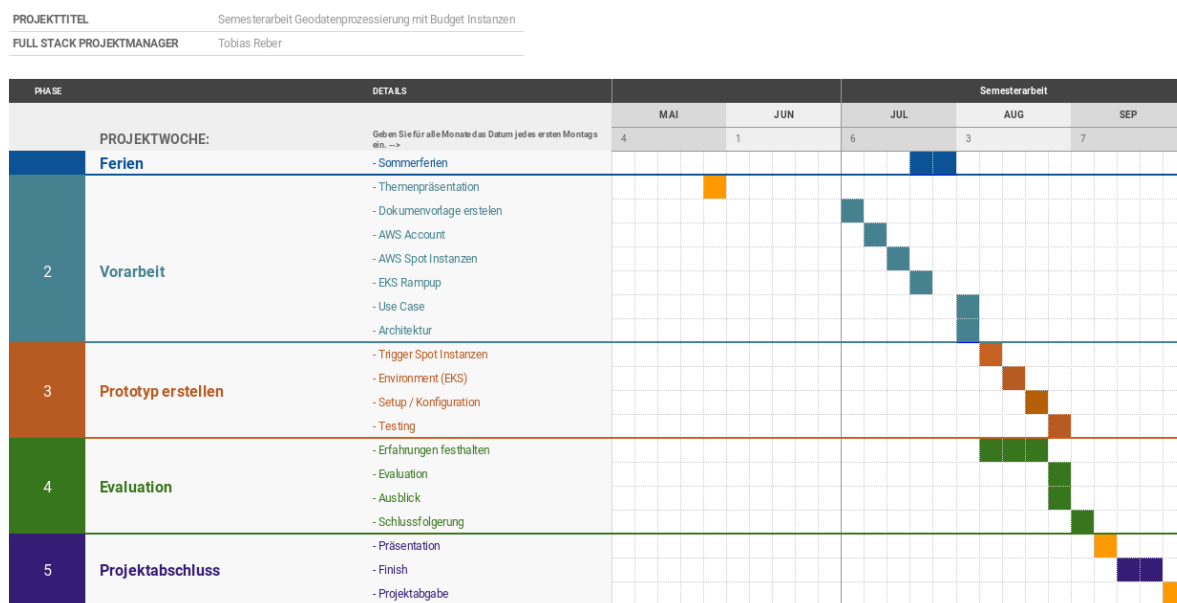 PROJEKTTITEL Semesterarbeit Geodatenprozessierung mit Budget Instanzen
FULL STACK PROJEKTMANAGER Tobias Reber
PHASE DETAILS Semesterarbeit
MAI JUN JUL AUG SEP
PROJEKTWOCHE: Geben Sie für alle Monate das Datum jedes ersten Montags
ein. --> 4 1 6 3 7
Ferien - Sommerferien
- Themenpräsentation
- Dokumenvorlage erstelen
- AWS Account
- AWS Spot Instanzen
2 Vorarbeit
- EKS Rampup
- Use Case
- Architektur
- Trigger Spot Instanzen
- Environment (EKS)
3 Prototyp erstellen
- Setup / Konfiguration
- Testing
- Erfahrungen festhalten
- Evaluation
4 Evaluation
- Ausblick
- Schlussfolgerung
- Präsentation
5 Projektabschluss - Finish
- Projektabgabe